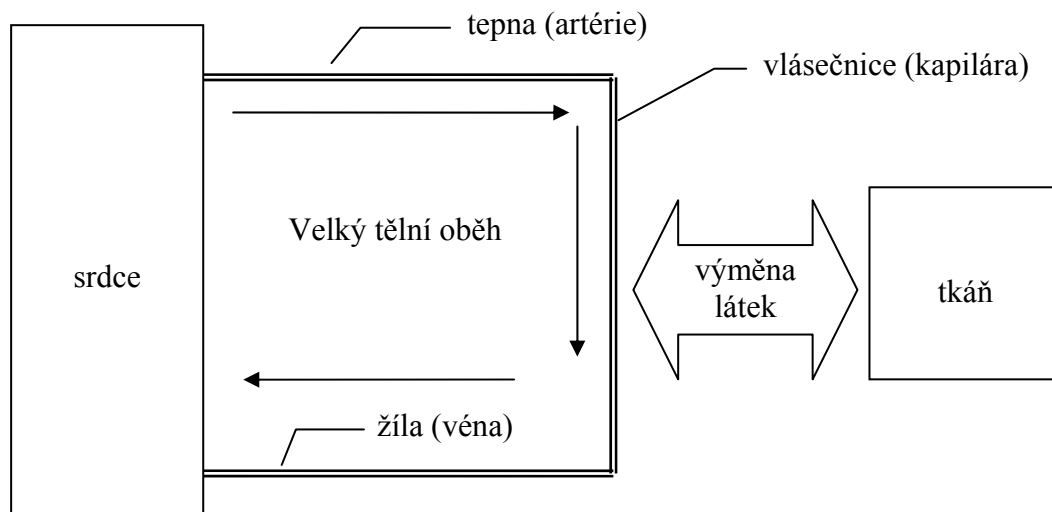 tepna (artérie)
vlásečnice (kapilára)
Velký tělní oběh
srdce
výměna
látek
tkáň
žíla (véna)